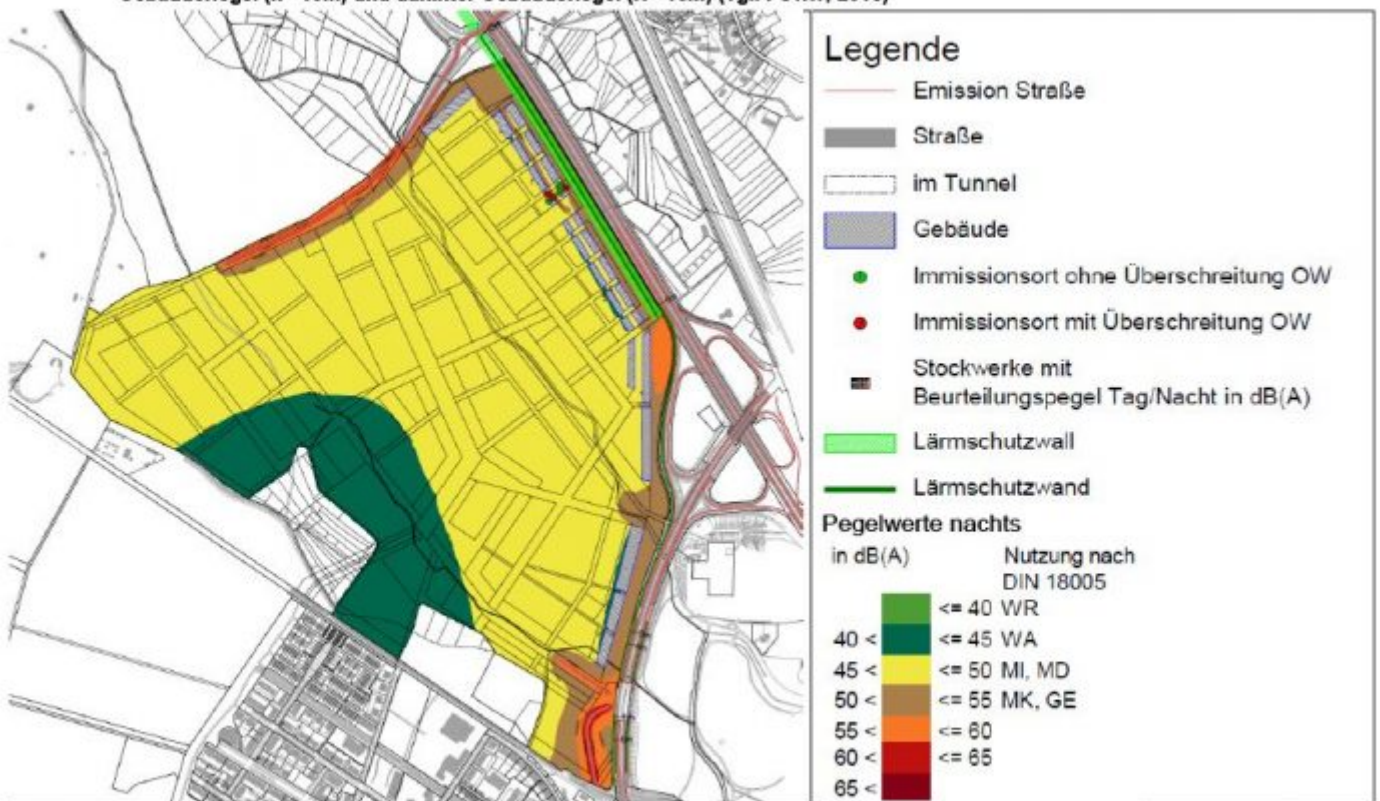 Legende
Emission Straße
Straße
im Tunnel
Gebäude
Immissionsort ohne Überschreitung OW
Immissionsort mit Überschreitung OW
Stockwerke mit
Beurteilungspegel Tag/Nacht in dB(A)
Lärmschutzwall
Lärmschutzwand
Pegelwerte nachts
in dB(A) Nutzung nach
DIN 18005
<= 40 WR
40 < <= 45 WA
45 < <= 50 MI, MD
50 < <= 55 MK, GE
55 < <= 60
60 < <= 65
65 <